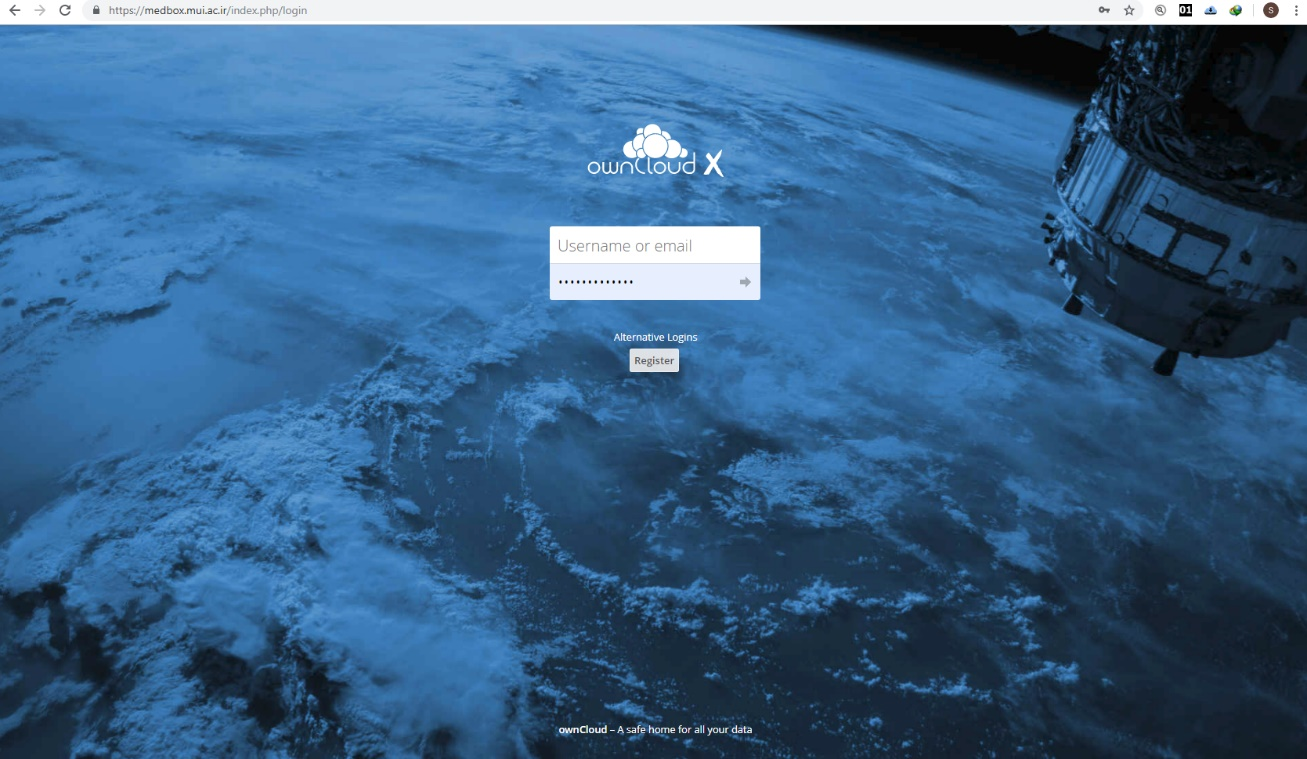 https://medbox.mui.ac.ir/index.php/login
01
S
ownCloud X
Username or email
•••••••••••••
Alternative Logins
Register
ownCloud – A safe home for all your data